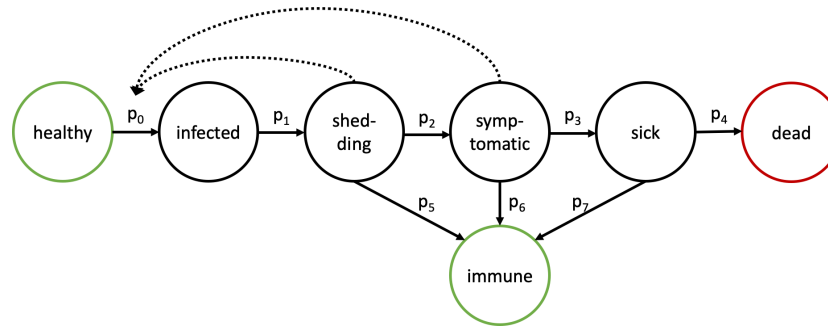 p0
p1
p2
p3
p4
healthy
infected
shed-
ding
symp-
tomatic
sick
dead
p5
p6
p7
immune